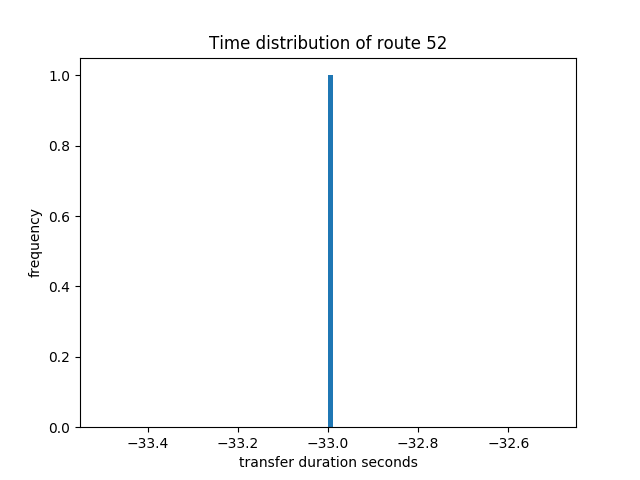 Time distribution of route 52
1.0
0.8
0.6
0.4
0.2
0.0
frequency
−33.4 −33.2 −33.0 −32.8 −32.6
transfer duration seconds